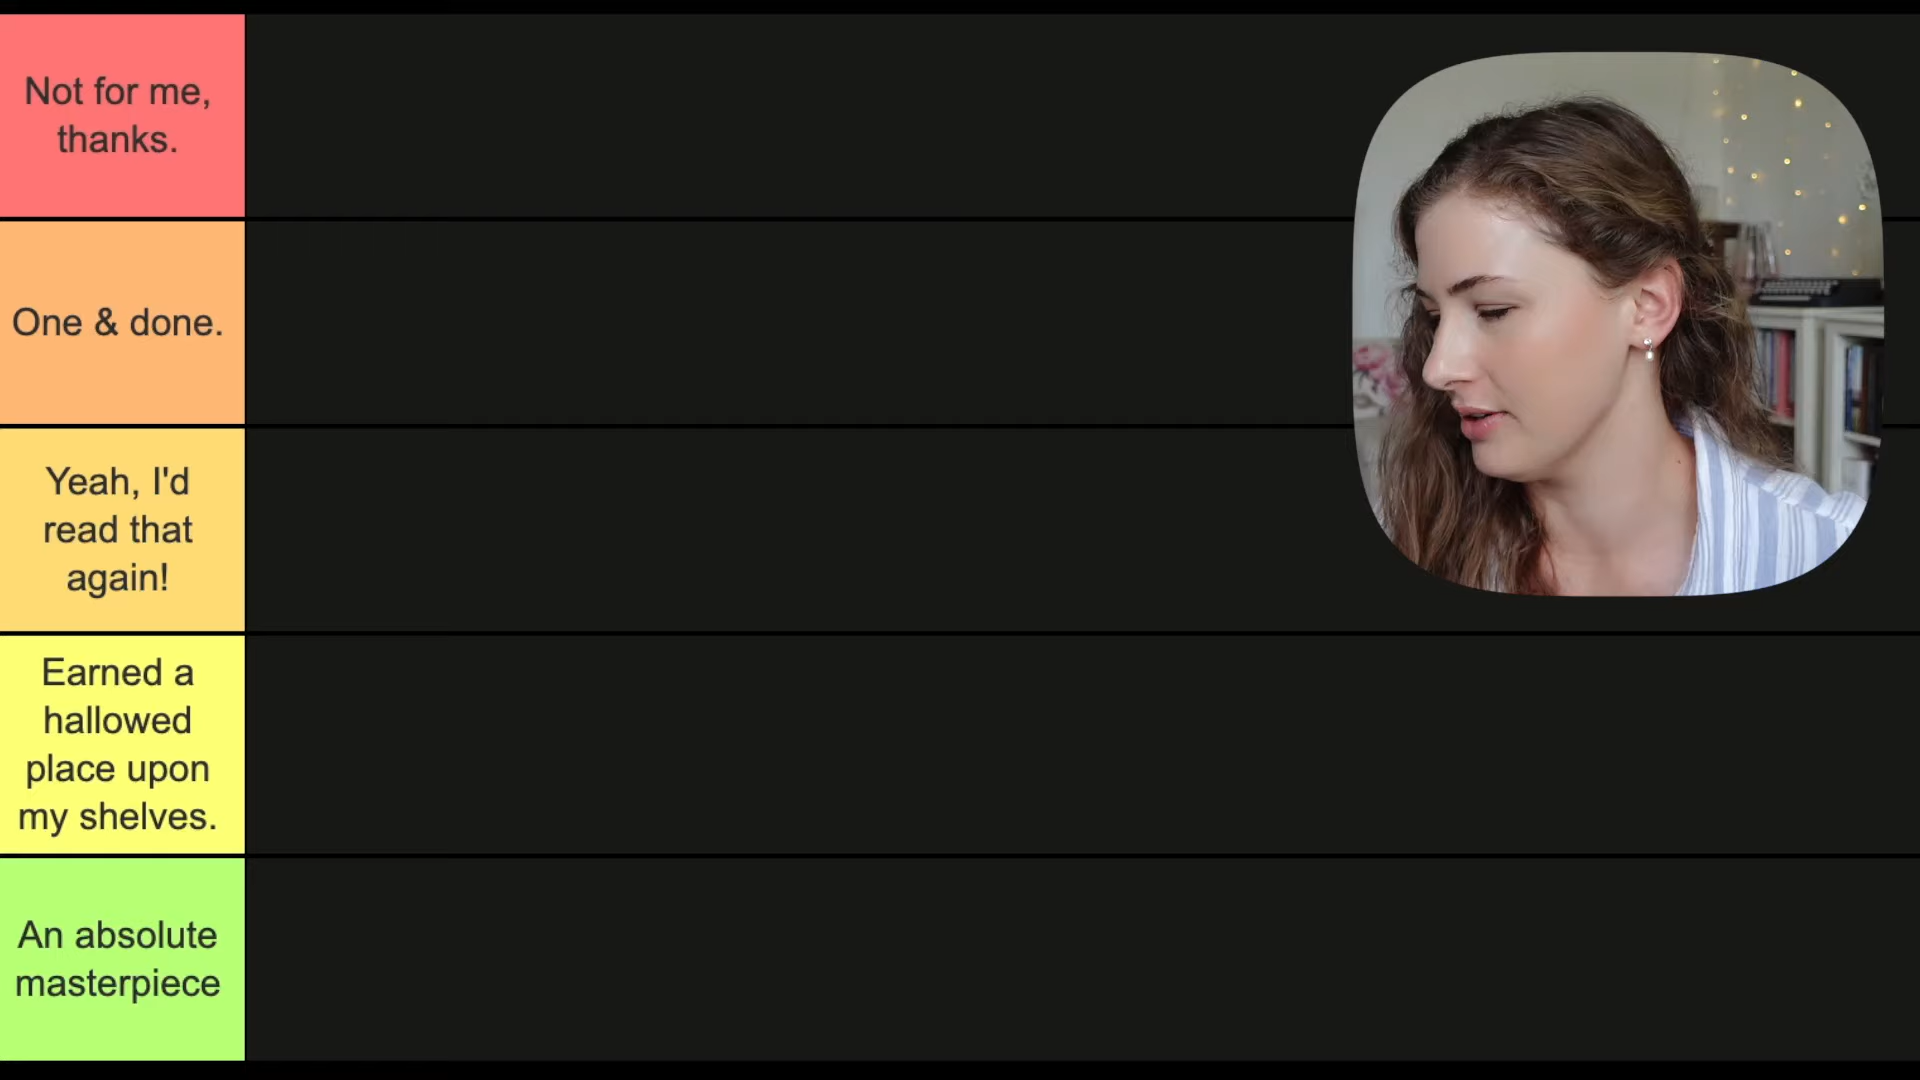 Not for me,
thanks.
One & done.
Yeah, I'd
read that
again!
Earned a
hallowed
place upon
my shelves.
An absolute
masterpiece